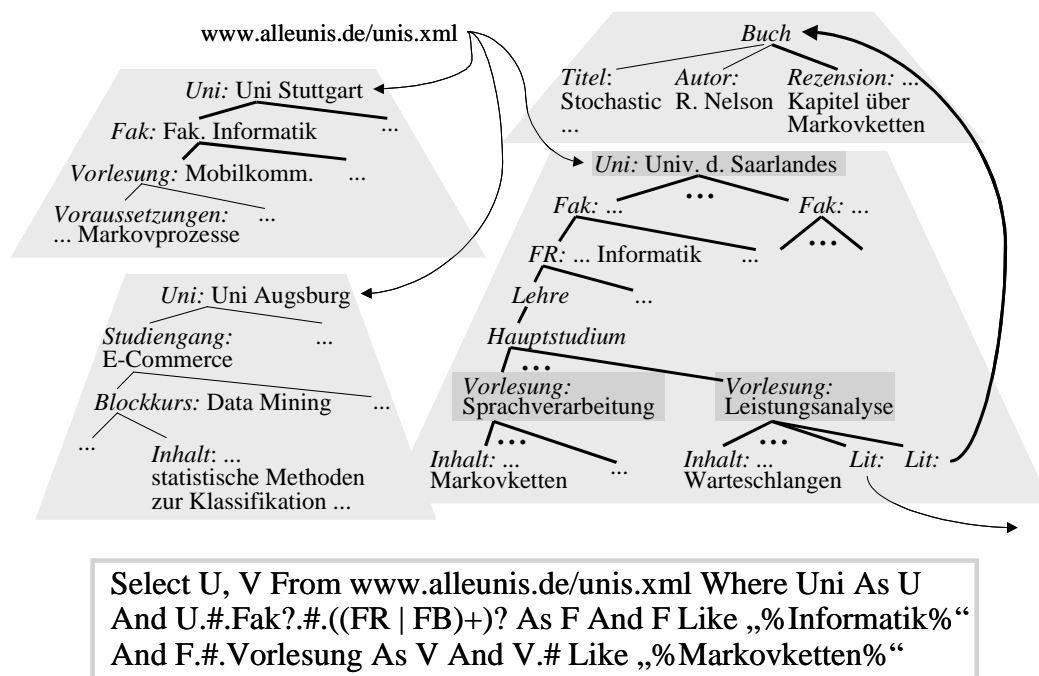 www.alleunis.de/unis.xml
Uni: Uni Stuttgart
Fak: Fak. Informatik
...
Vorlesung: Mobilkomm.
...
Voraussetzungen:
...
... Markovprozesse
Uni: Uni Augsburg
Studiengang:
...
E-Commerce
Blockkurs: Data Mining
...
...
Inhalt: ...
statistische Methoden
zur Klassifikation ...
Buch
Titel:
Autor:
Rezension: ...
Stochastic
R. Nelson
Kapitel über
...
Markovketten
Uni: Univ. d. Saarlandes
...
Fak: ...
Fak: ...
...
FR: ... Informatik
...
Lehre
...
Hauptstudium
...
Vorlesung:
Sprachverarbeitung
Vorlesung:
Leistungsanalyse
...
...
Inhalt: ...
Markovketten
...
Inhalt: ...
Warteschlangen
Lit:
Lit:
Select U, V From www.alleunis.de/unis.xml Where Uni As U
And U.#.Fak?.#.((FR | FB)+)? As F And F Like „%Informatik%“
And F.#.Vorlesung As V And V.# Like „%Markovketten%“